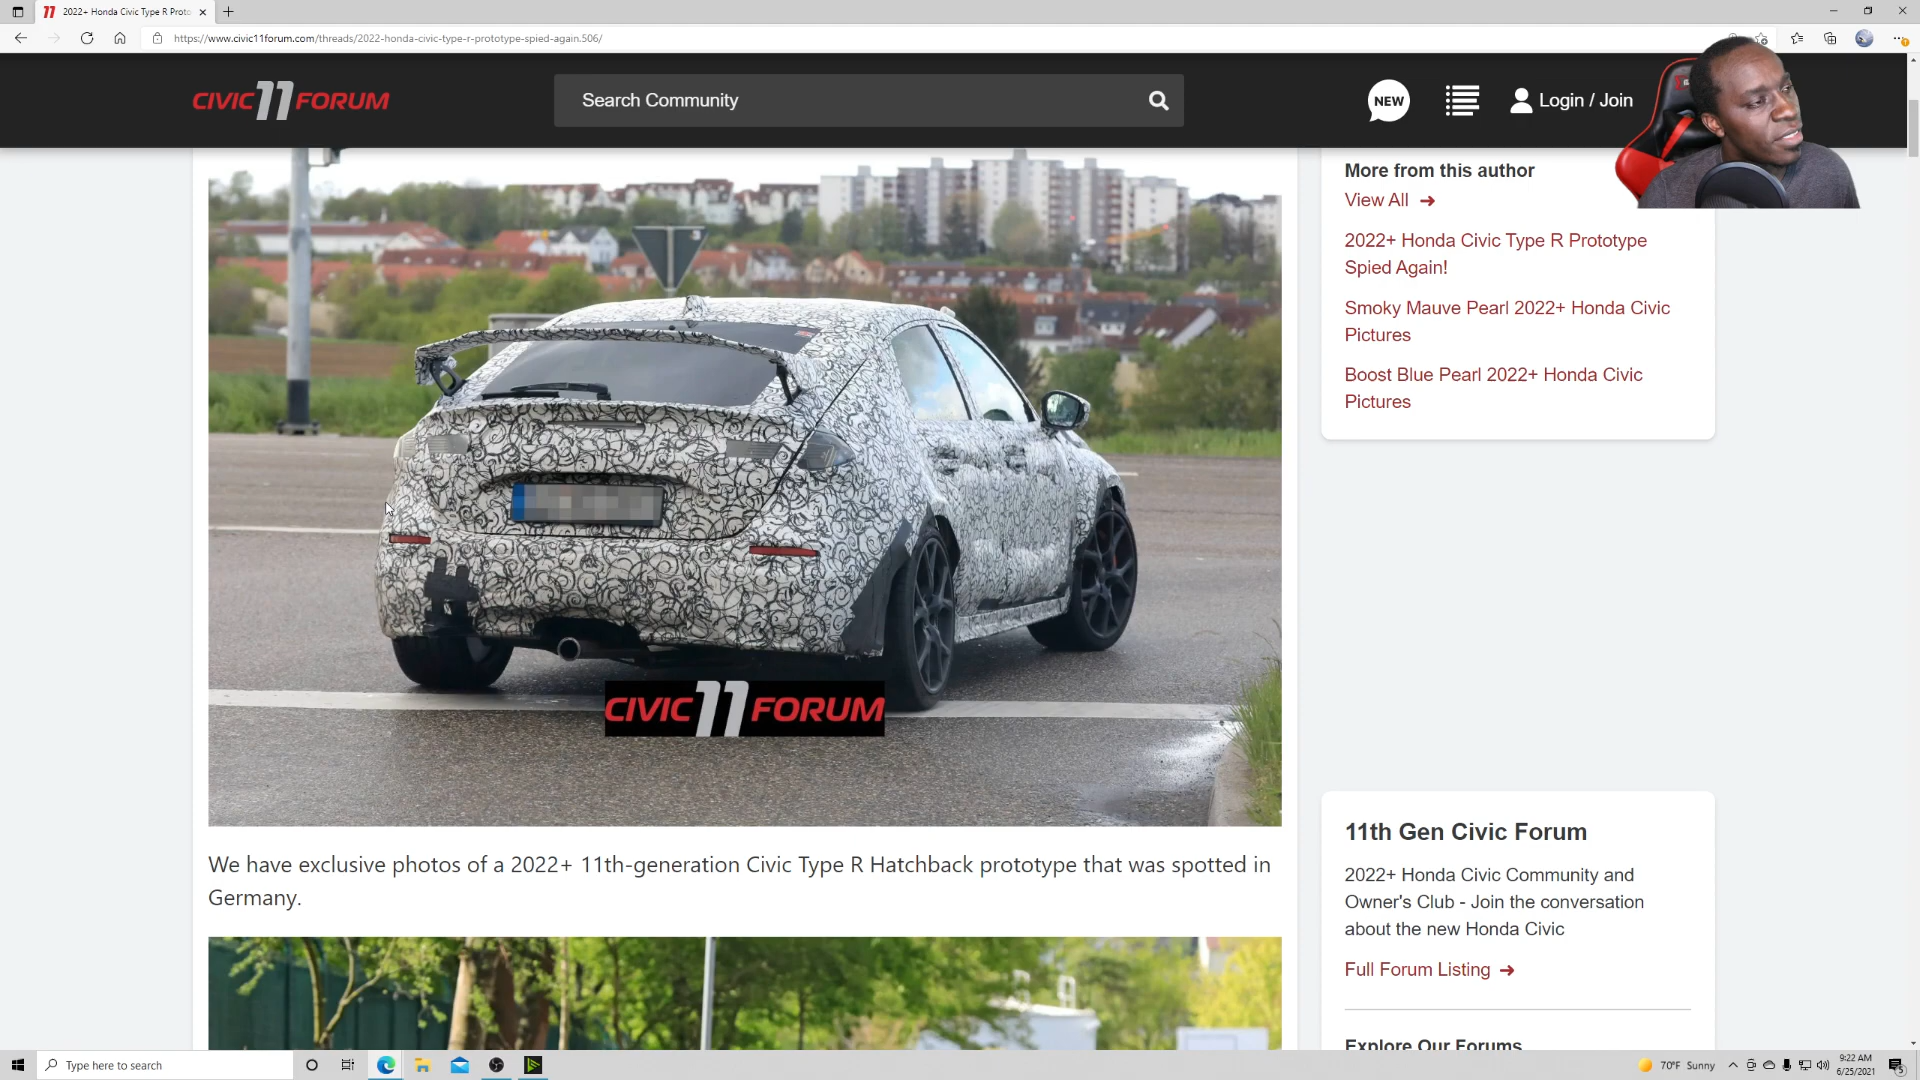 2022+ Honda Civic Type R Proto
https://www.civic11forum.com/threads/2022-honda-civic-type-r-prototype-spied-again.506/
CIVIC 11 FORUM
Search Community
NEW
Login / Join
More from this author
View All
2022+ Honda Civic Type R Prototype
Spied Again!
Smoky Mauve Pearl 2022+ Honda Civic
Pictures
Boost Blue Pearl 2022+ Honda Civic
Pictures
CIVIC 11 FORUM
We have exclusive photos of a 2022+ 11th-generation Civic Type R Hatchback prototype that was spotted in
Germany.
11th Gen Civic Forum
2022+ Honda Civic Community and
Owner's Club - Join the conversation
about the new Honda Civic
Full Forum Listing
Explore Our Forums
Type here to search
70°F Sunny
9:22 AM
6/25/2021